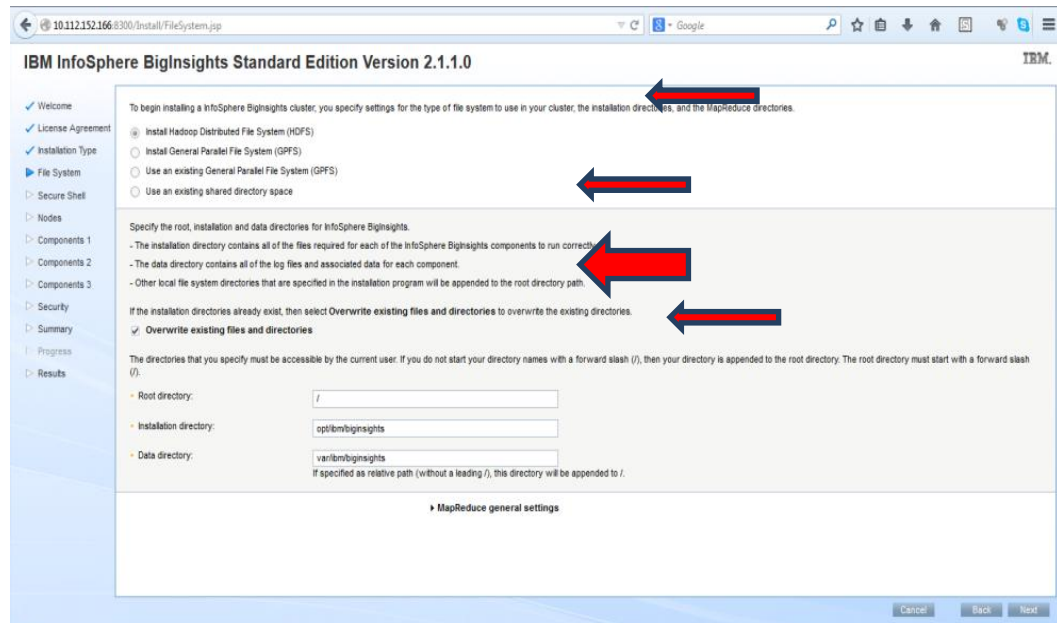 10.112.152.166:8300/Install/FileSystem.jsp
Google
IBM InfoSphere BigInsights Standard Edition Version 2.1.1.0
IBM.
Welcome
License Agreement
Installation Type
File System
Secure Shell
Nodes
Components 1
Components 2
Components 3
Security
Summary
Progress
Results
To begin installing a InfoSphere BigInsights cluster, you specify settings for the type of file system to use in your cluster, the installation directories, and the MapReduce directories.
Install Hadoop Distributed File System (HDFS)
Install General Parallel File System (GPFS)
Use an existing General Parallel File System (GPFS)
Use an existing shared directory space
Specify the root, installation and data directories for InfoSphere BigInsights.
- The installation directory contains all of the files required for each of the InfoSphere BigInsights components to run correctly.
- The data directory contains all of the log files and associated data for each component.
- Other local file system directories that are specified in the installation program will be appended to the root directory path.
If the installation directories already exist, then select Overwrite existing files and directories to overwrite the existing directories.
Overwrite existing files and directories
The directories that you specify must be accessible by the current user. If you do not start your directory names with a forward slash (/), then your directory is appended to the root directory. The root directory must start with a forward slash
(/).
Root directory:
/
Installation directory:
opt/ibm/biginsights
Data directory:
var/ibm/biginsights
If specified as relative path (without a leading /), this directory will be appended to /.
MapReduce general settings
Cancel Back Next